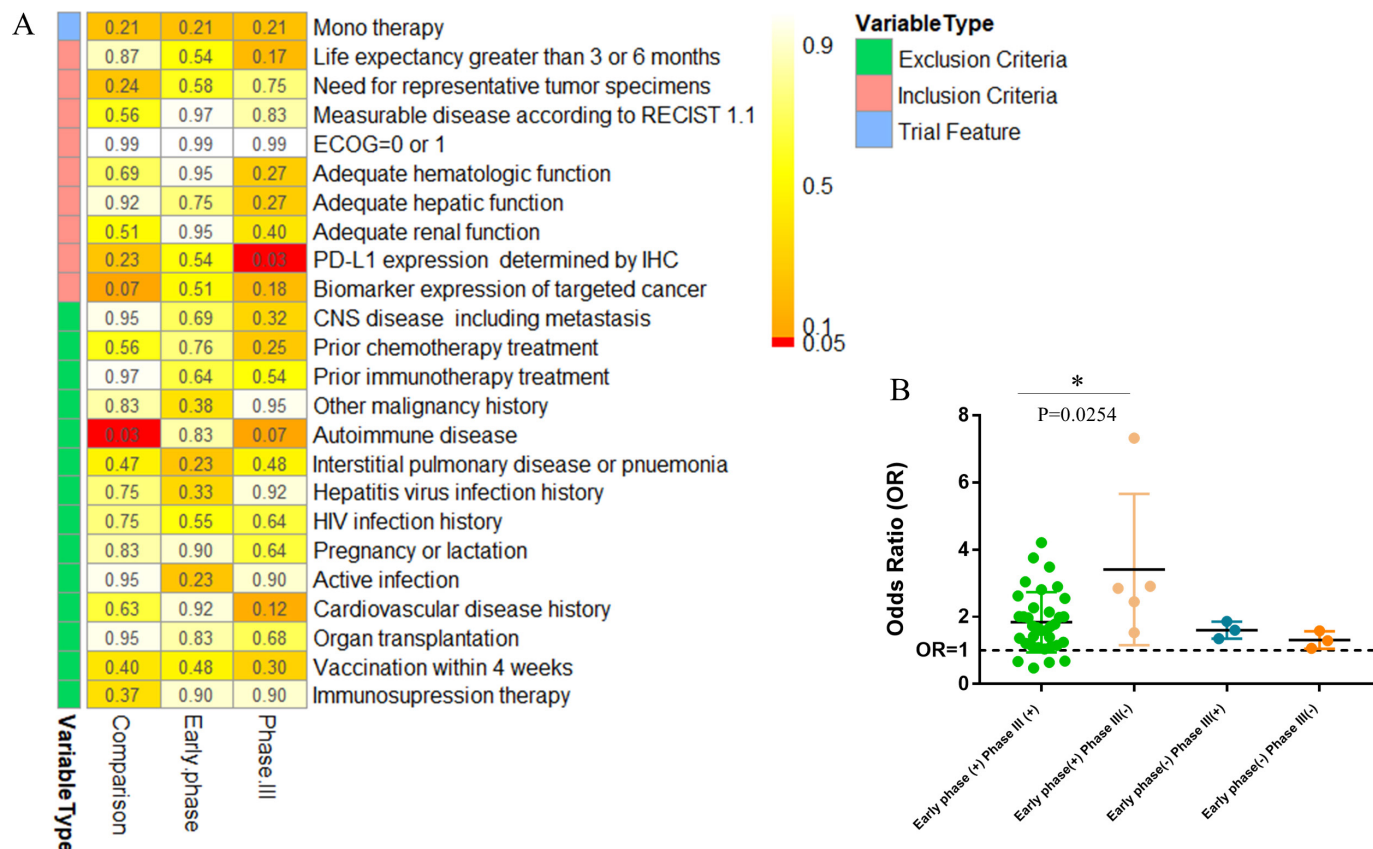 A
0.21 0.21 0.21 Mono therapy
0.87 0.54 0.17 Life expectancy greater than 3 or 6 months
0.24 0.58 0.75 Need for representative tumor specimens
0.56 0.97 0.83 Measurable disease according to RECIST 1.1
0.99 0.99 0.99 ECOG=0 or 1
0.69 0.95 0.27 Adequate hematologic function
0.92 0.75 0.27 Adequate hepatic function
0.51 0.95 0.40 Adequate renal function
0.23 0.54 0.03 PD-L1 expression determined by IHC
0.07 0.51 0.18 Biomarker expression of targeted cancer
0.95 0.69 0.32 CNS disease including metastasis
0.56 0.76 0.25 Prior chemotherapy treatment
0.97 0.64 0.54 Prior immunotherapy treatment
0.83 0.38 0.95 Other malignancy history
0.03 0.83 0.07 Autoimmune disease
0.47 0.23 0.48 Interstitial pulmonary disease or pnuemonia
0.75 0.33 0.92 Hepatitis virus infection history
0.75 0.55 0.64 HIV infection history
0.83 0.90 0.64 Pregnancy or lactation
0.95 0.23 0.90 Active infection
0.63 0.92 0.12 Cardiovascular disease history
0.95 0.83 0.68 Organ transplantation
0.40 0.48 0.30 Vaccination within 4 weeks
0.37 0.90 0.90 Immunosupression therapy
Variable Type
Comparison
Early.phase
Phase.III
0.9
0.5
0.1
0.05
Variable Type
Exclusion Criteria
Inclusion Criteria
Trial Feature
B
*
P=0.0254
Odds Ratio (OR)
8
6
4
2
OR=1
0
Early phase (+) Phase III (+)
Early phase(+) Phase III(-)
Early phase(-) Phase III(+)
Early phase(-) Phase III(-)